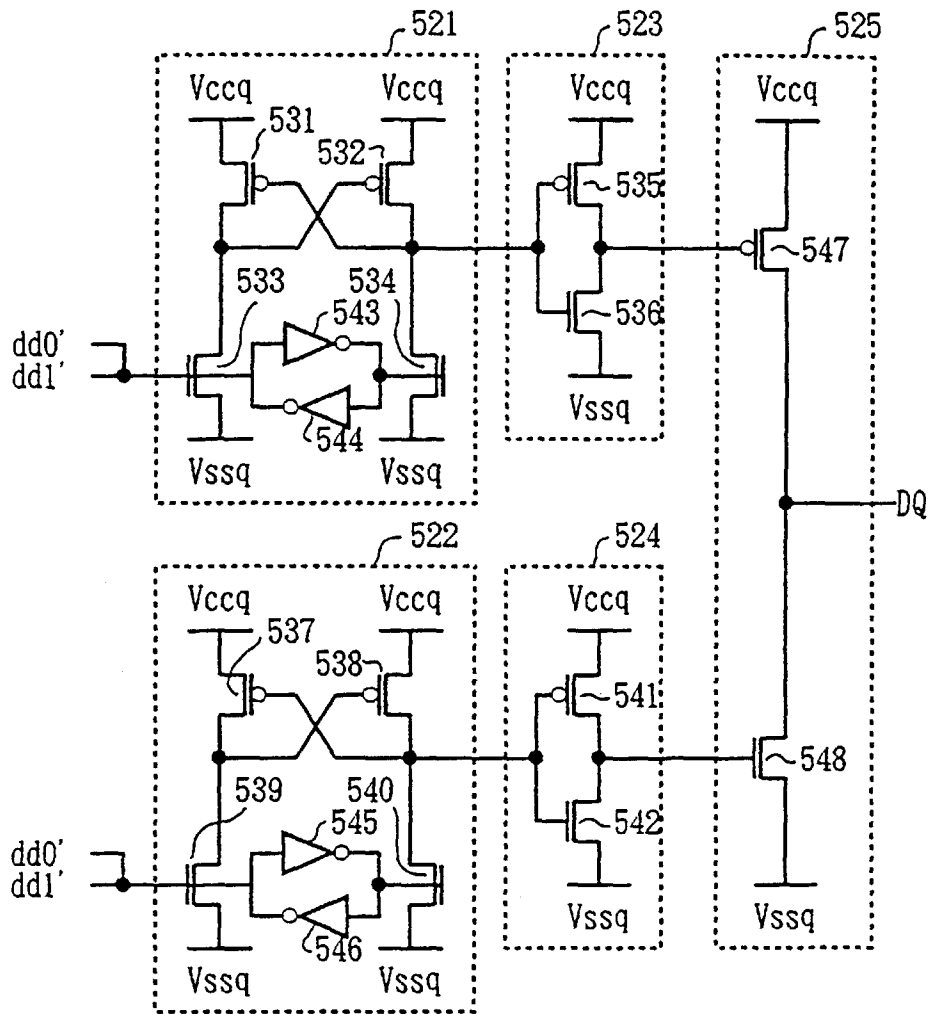 521
523
525
Vccq
Vccq
Vccq
Vccq
531
532
535
547
533
534
543
536
dd0'
dd1'
544
Vssq
Vssq
Vssq
DQ
522
524
Vccq
Vccq
Vccq
537
538
541
548
539
540
545
542
dd0'
dd1'
546
Vssq
Vssq
Vssq
Vssq